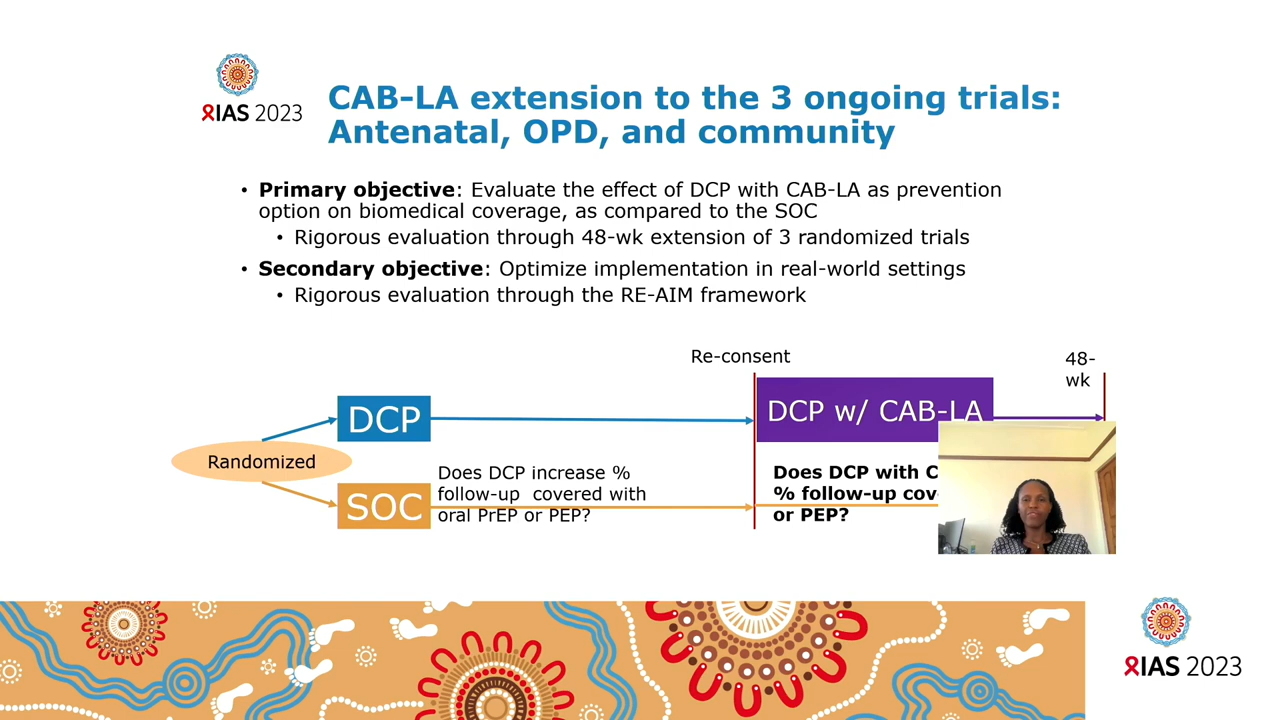 IAS 2023
CAB-LA extension to the 3 ongoing trials:
Antenatal, OPD, and community
• Primary objective: Evaluate the effect of DCP with CAB-LA as prevention
option on biomedical coverage, as compared to the SOC
• Rigorous evaluation through 48-wk extension of 3 randomized trials
• Secondary objective: Optimize implementation in real-world settings
• Rigorous evaluation through the RE-AIM framework
Re-consent
48-
wk
DCP
DCP w/ CAB-LA
Randomized
SOC
Does DCP increase %
follow-up covered with
oral PrEP or PEP?
Does DCP with
% follow-up
or PEP?
IAS 2023